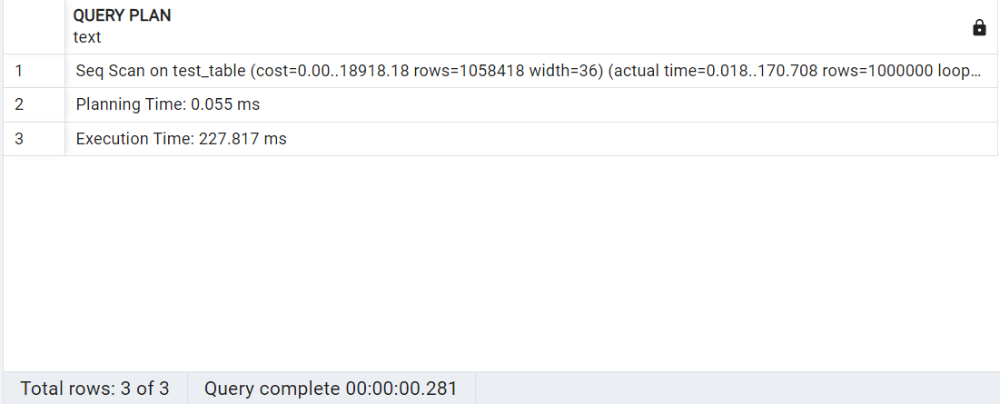 QUERY PLAN
text
1 Seq Scan on test_table (cost=0.00..18918.18 rows=1058418 width=36) (actual time=0.018..170.708 rows=1000000 loop...
2 Planning Time: 0.055 ms
3 Execution Time: 227.817 ms
Total rows: 3 of 3 Query complete 00:00:00.281